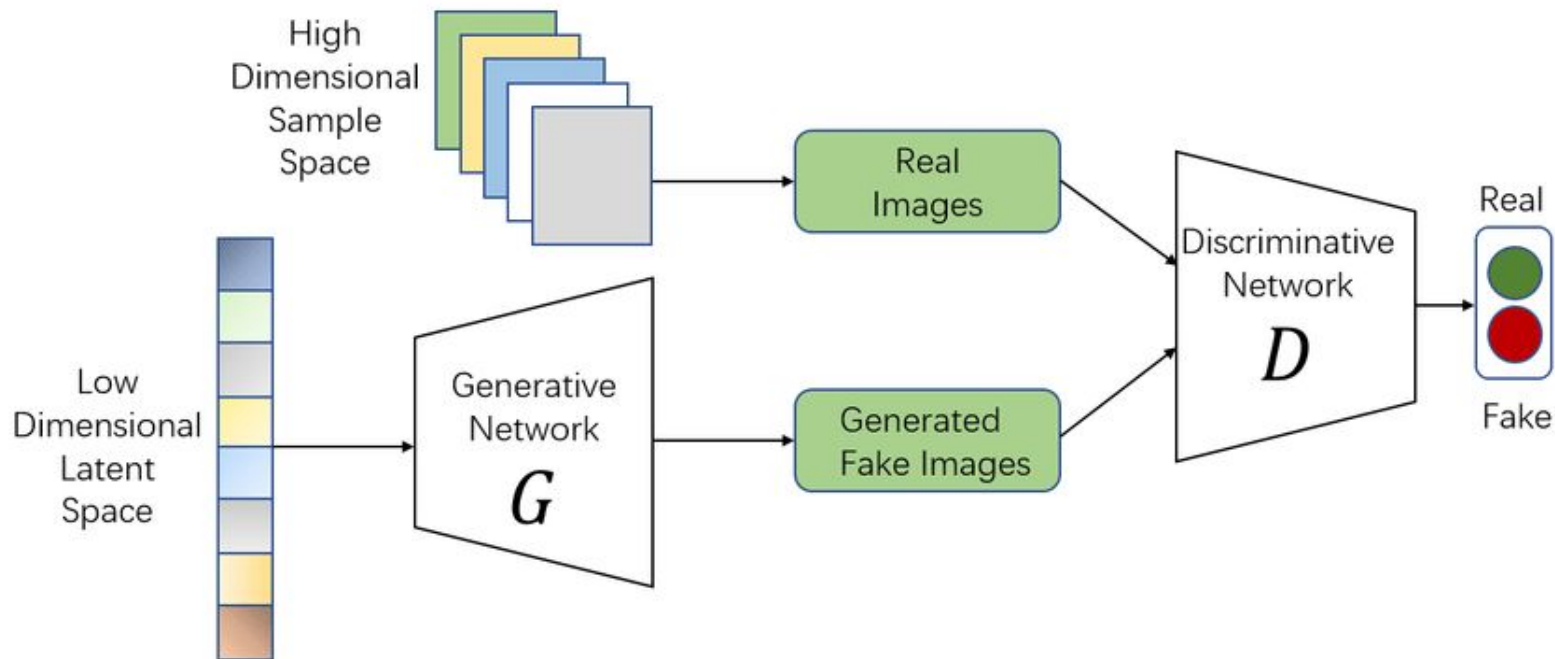 High
Dimensional
Sample
Space
Real
Images
Discriminative
Network
D
Real
Fake
Low
Dimensional
Latent
Space
Generative
Network
G
Generated
Fake Images